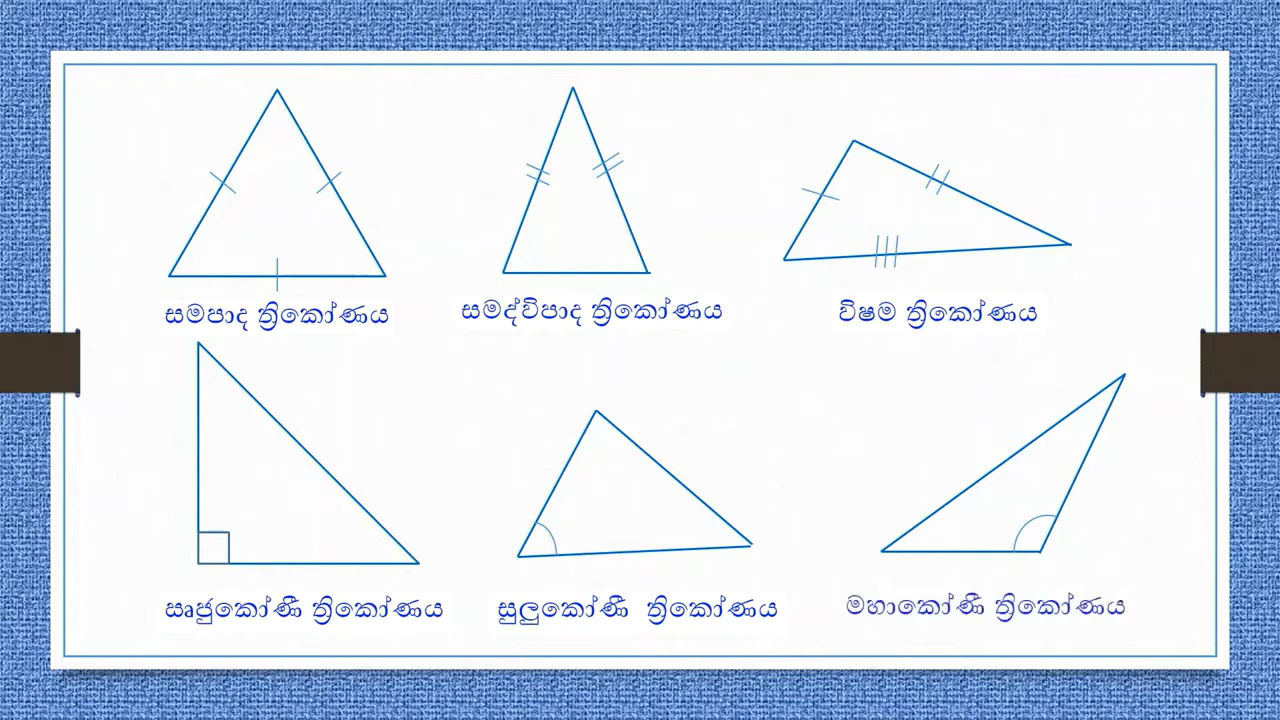 සමපාද ත්‍රිකෝණය
සමද්විපාද ත්‍රිකෝණය
විෂම ත්‍රිකෝණය
ඍජුකෝණී ත්‍රිකෝණය
සුලුකෝණී ත්‍රිකෝණය
මහාකෝණී ත්‍රිකෝණය